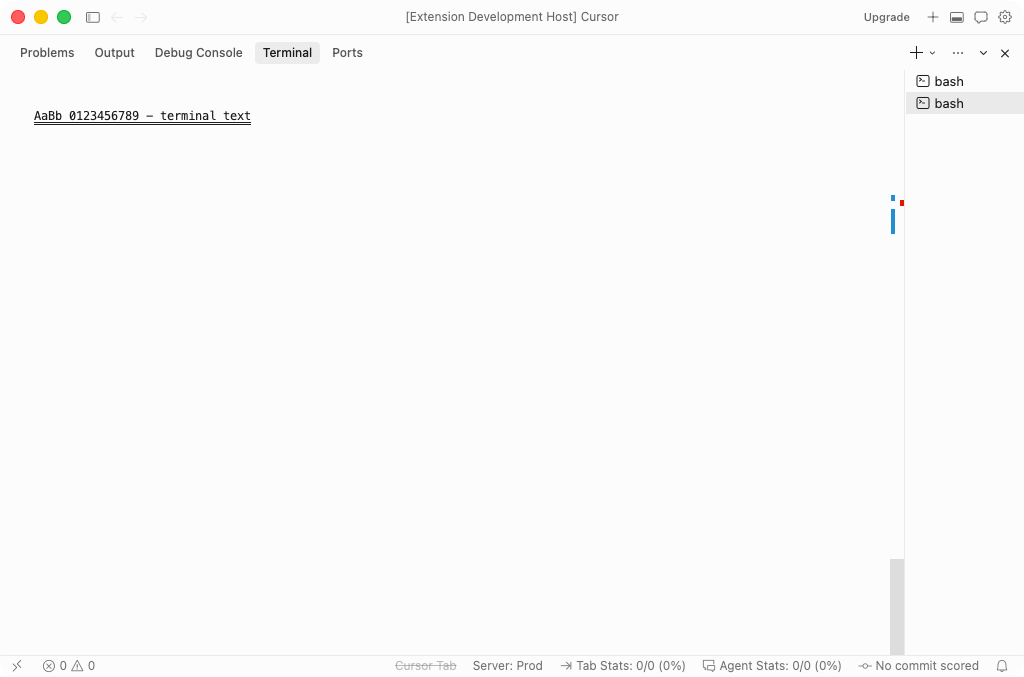 [Extension Development Host] Cursor
Upgrade
Problems Output Debug Console Terminal Ports
bash
bash
AaBb 0123456789 — terminal text
0 0 Cursor Tab Server: Prod Tab Stats: 0/0 (0%) Agent Stats: 0/0 (0%) No commit scored